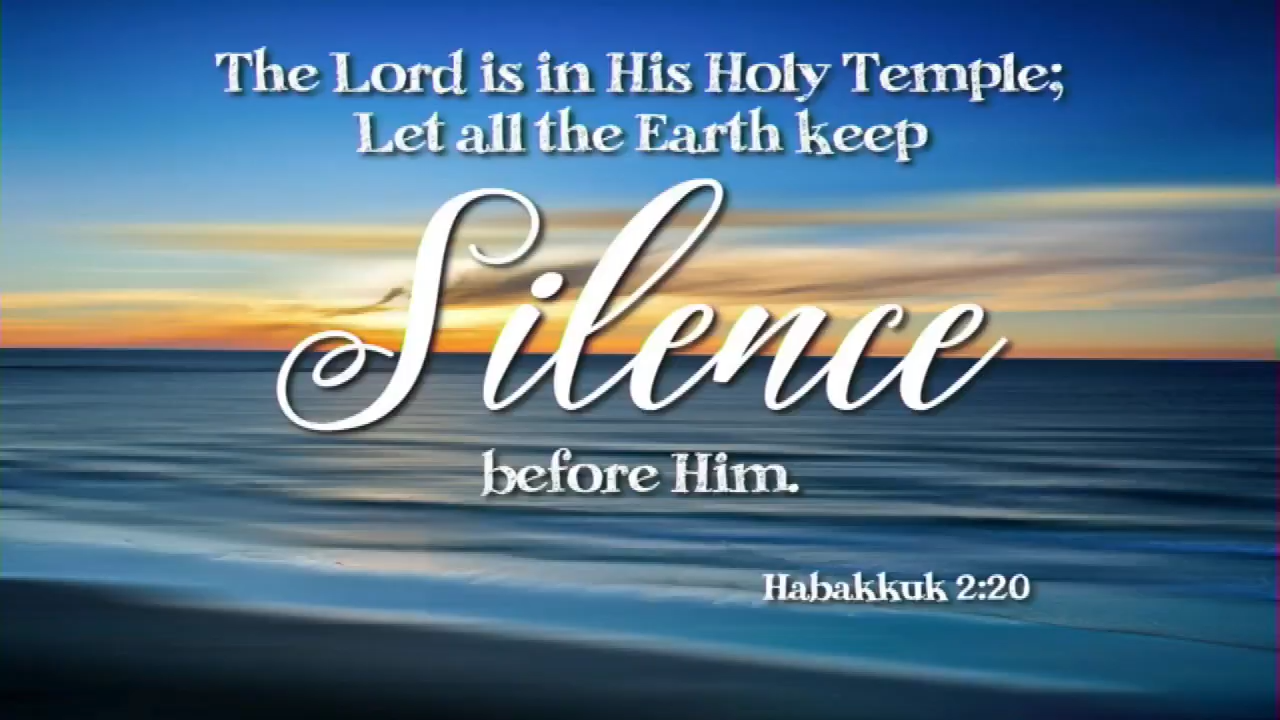 The Lord is in His Holy Temple;
Let all the Earth keep
Silence
before Him.
Habakkuk 2:20